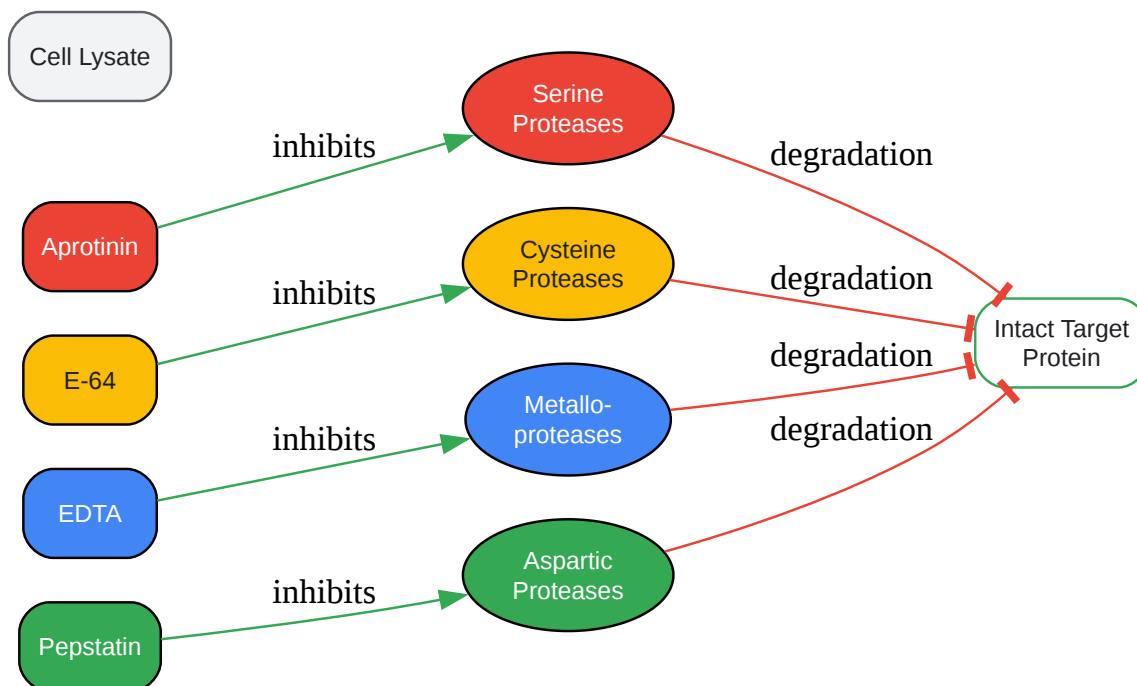 Cell Lysate
Serine
Proteases
inhibits
degradation
Aprotinin
Cysteine
Proteases
inhibits
degradation
Intact Target
Protein
E-64
degradation
Metallo-
proteases
inhibits
degradation
EDTA
Aspartic
Proteases
inhibits
Pepstatin